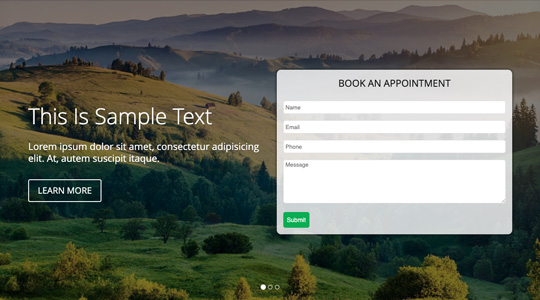 This Is Sample Text
Lorem ipsum dolor sit amet, consectetur adipisicing
elit. At, autem suscipit itaque.
LEARN MORE
BOOK AN APPOINTMENT
Name
Email
Phone
Message
Submit